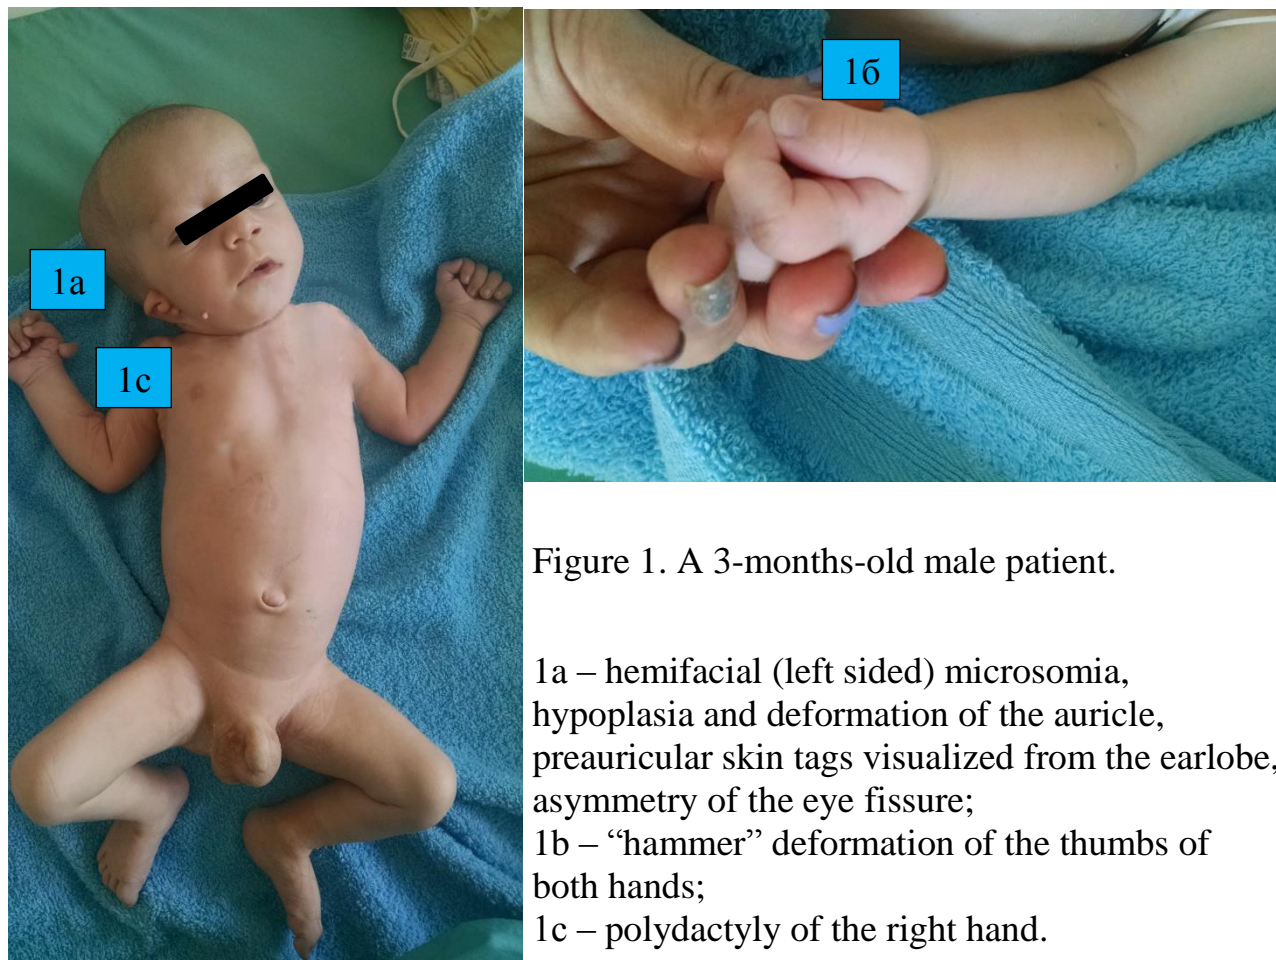 1a
1б
1c
Figure 1. A 3-months-old male patient.
1a – hemifacial (left sided) microsomia,
hypoplasia and deformation of the auricle,
preauricular skin tags visualized from the earlobe,
asymmetry of the eye fissure;
1b – “hammer” deformation of the thumbs of
both hands;
1c – polydactyly of the right hand.